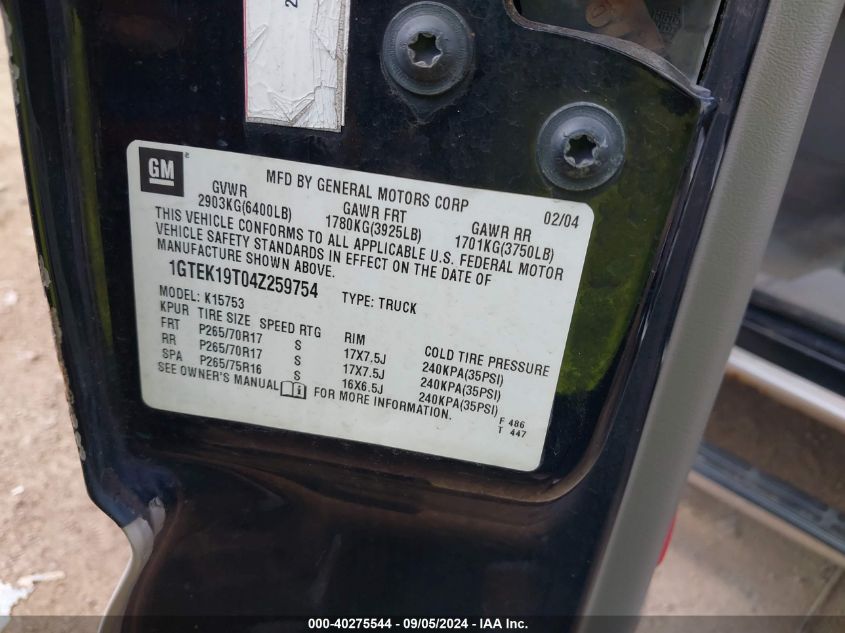 GM
MFD BY GENERAL MOTORS CORP 02/04
GVWR GAWR FRT GAWR RR
2903KG(6400LB) 1780KG(3925LB) 1701KG(3750LB)
THIS VEHICLE CONFORMS TO ALL APPLICABLE U.S. FEDERAL MOTOR
VEHICLE SAFETY STANDARDS IN EFFECT ON THE DATE OF
MANUFACTURE SHOWN ABOVE.
1GTEK19T04Z259754
MODEL: K15753 TYPE: TRUCK
KPUR TIRE SIZE SPEED RTG RIM COLD TIRE PRESSURE
FRT P265/70R17 S 17X7.5J 240KPA(35PSI)
RR P265/70R17 S 17X7.5J 240KPA(35PSI)
SPA P265/75R16 S 16X6.5J 240KPA(35PSI)
SEE OWNER'S MANUAL FOR MORE INFORMATION.
F 486
T 447
000-40275544 - 09/05/2024 - IAA Inc.